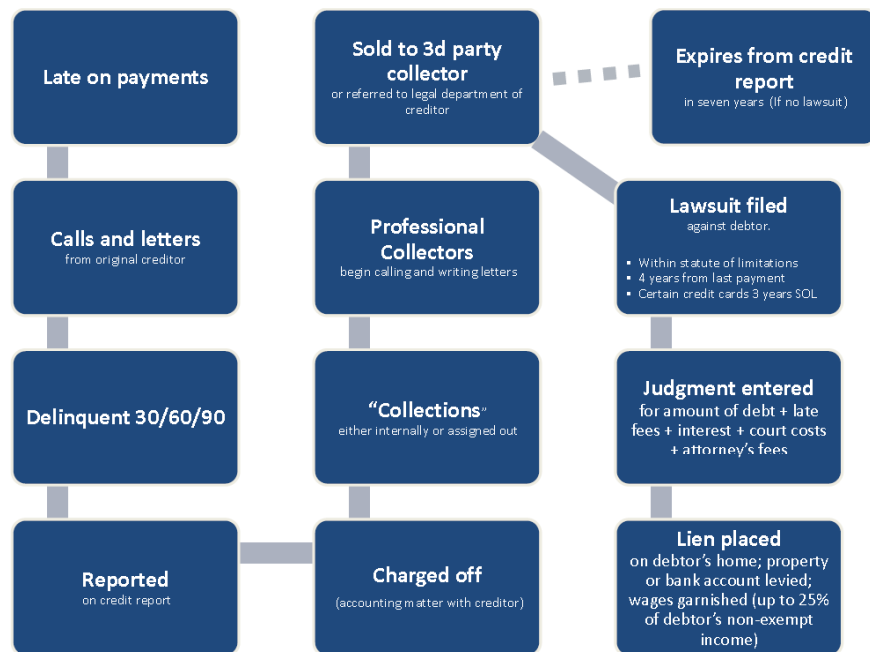 Late on payments
Calls and letters
from original creditor
Delinquent 30/60/90
Reported
on credit report
Charged off
(accounting matter with creditor)
“Collections”
either internally or assigned out
Professional
Collectors
begin calling and writing letters
Sold to 3d party
collector
or referred to legal department of
creditor
Expires from credit
report
in seven years (If no lawsuit)
Lawsuit filed
against debtor.
▪ Within statute of limitations
▪ 4 years from last payment
▪ Certain credit cards 3 years SOL
Judgment entered
for amount of debt + late
fees + interest + court costs
+ attorney’s fees
Lien placed
on debtor’s home; property
or bank account levied;
wages garnished (up to 25%
of debtor’s non-exempt
income)